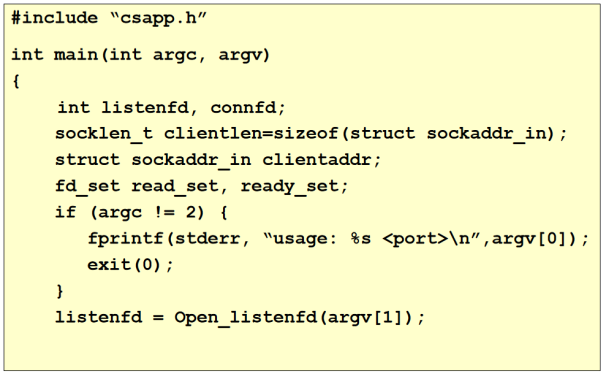 #include “csapp.h”
int main(int argc, argv)
{
int listenfd, connfd;
socklen_t clientlen=sizeof(struct sockaddr_in);
struct sockaddr_in clientaddr;
fd_set read_set, ready_set;
if (argc != 2) {
fprintf(stderr, “usage: %s <port>\n”,argv[0]);
exit(0);
}
listenfd = Open_listenfd(argv[1]);